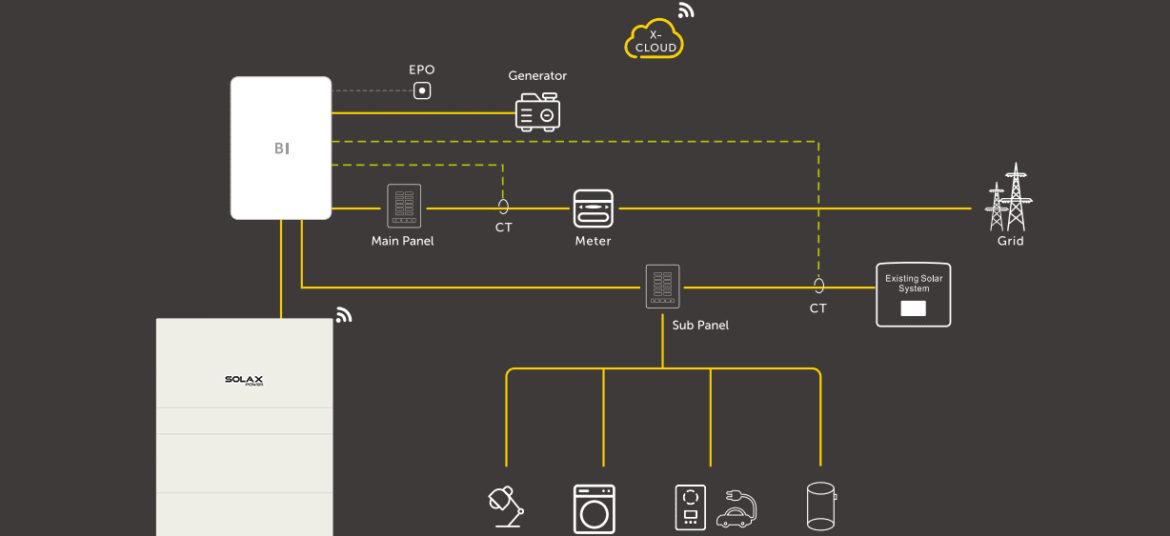 X-
CLOUD
EPO
Generator
BI
Main Panel
CT
Meter
Grid
Existing Solar
System
CT
Sub Panel
SOLAX
POWER